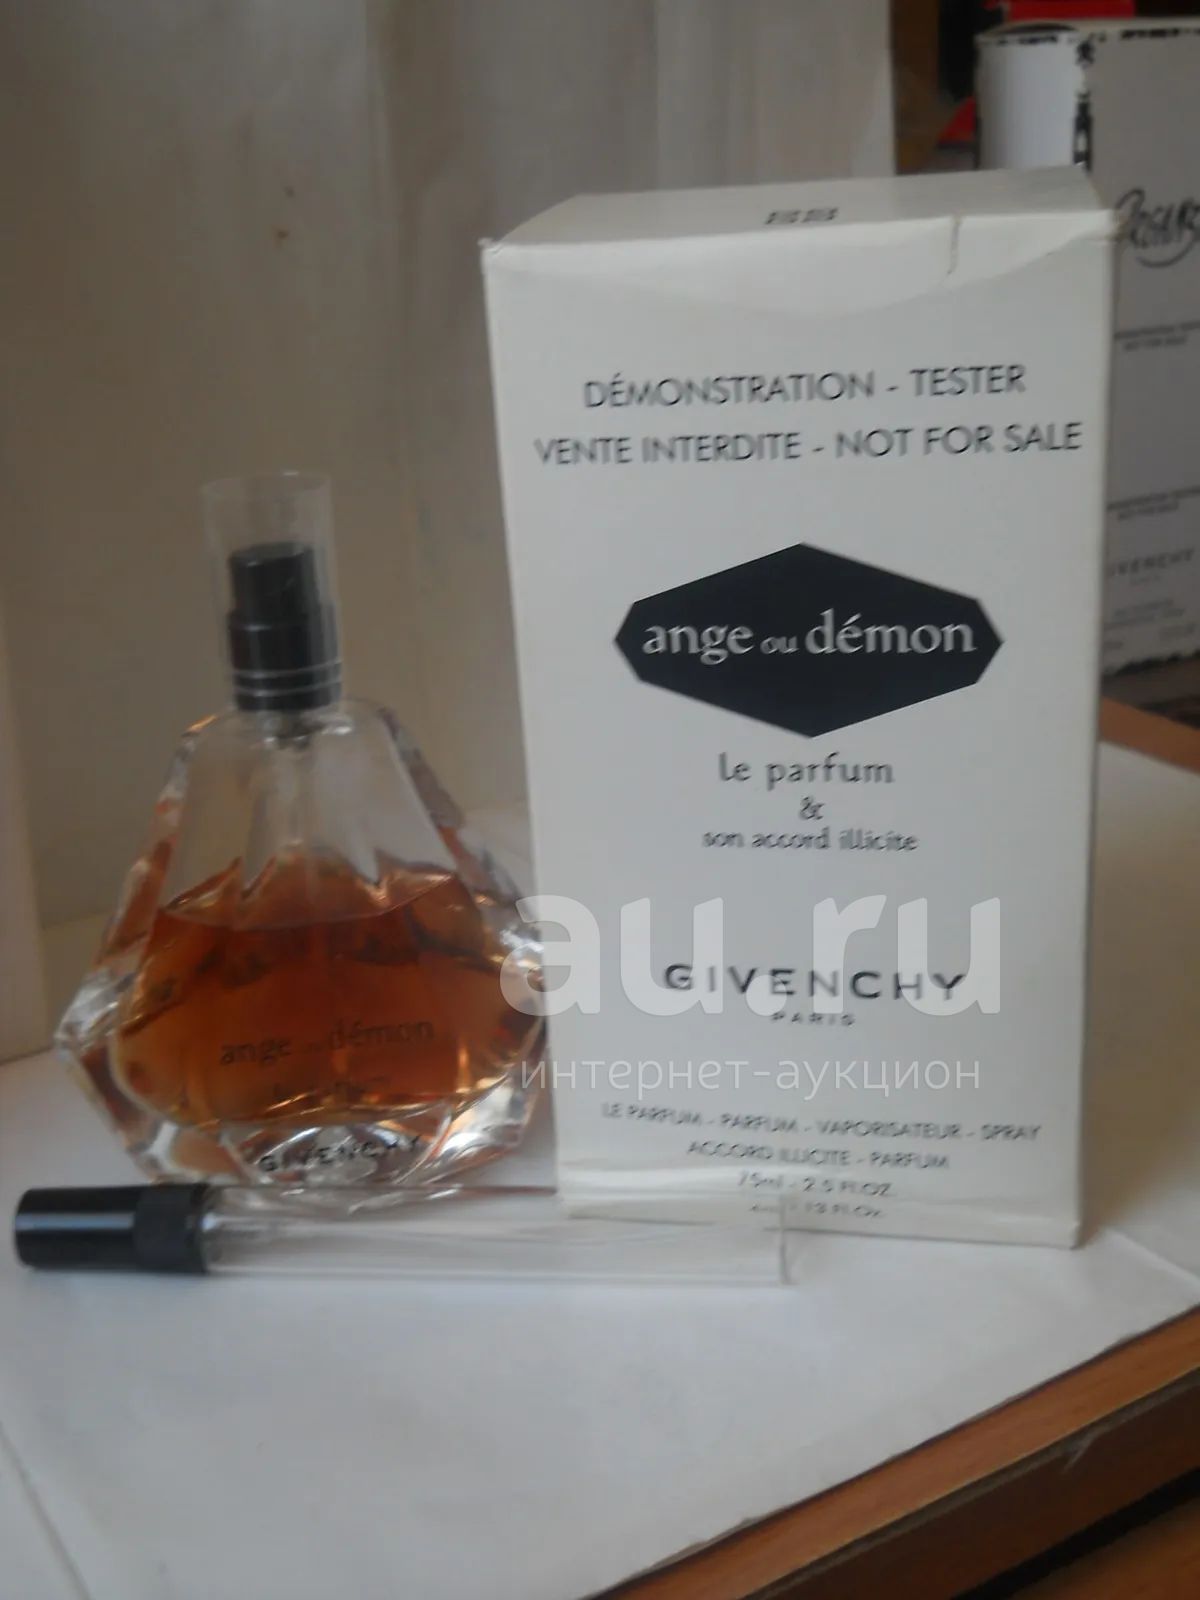 DÉMONSTRATION - TESTER
VENTE INTERDITE - NOT FOR SALE
ange ou démon
le parfum
&
son accord illicite
au.ru
GIVENCHY
PARIS
интернет-аукцион
LE PARFUM - PARFUM - VAPORISATEUR - SPRAY
ACCORD ILLICITE - PARFUM
75ml - 2.5 FL.OZ.
ange ou démon
GIVENCHY